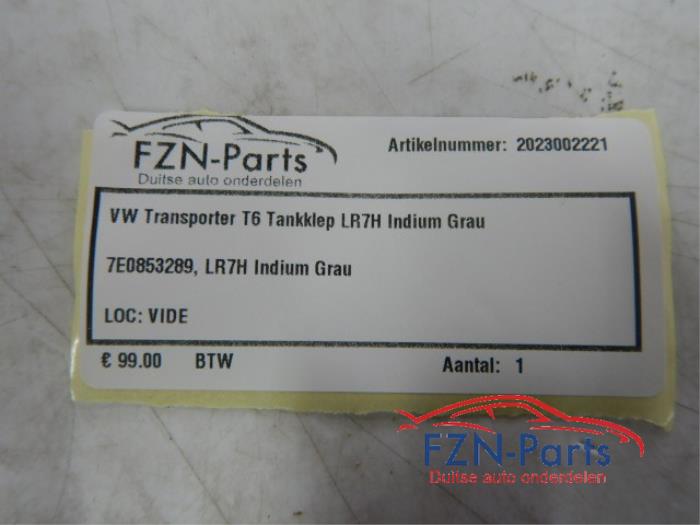 FZN-Parts
Duitse auto onderdelen
Artikelnummer: 2023002221
VW Transporter T6 Tankklep LR7H Indium Grau
7E0853289, LR7H Indium Grau
LOC: VIDE
€ 99.00 BTW Aantal: 1
FZN-Parts
Duitse auto onderdelen